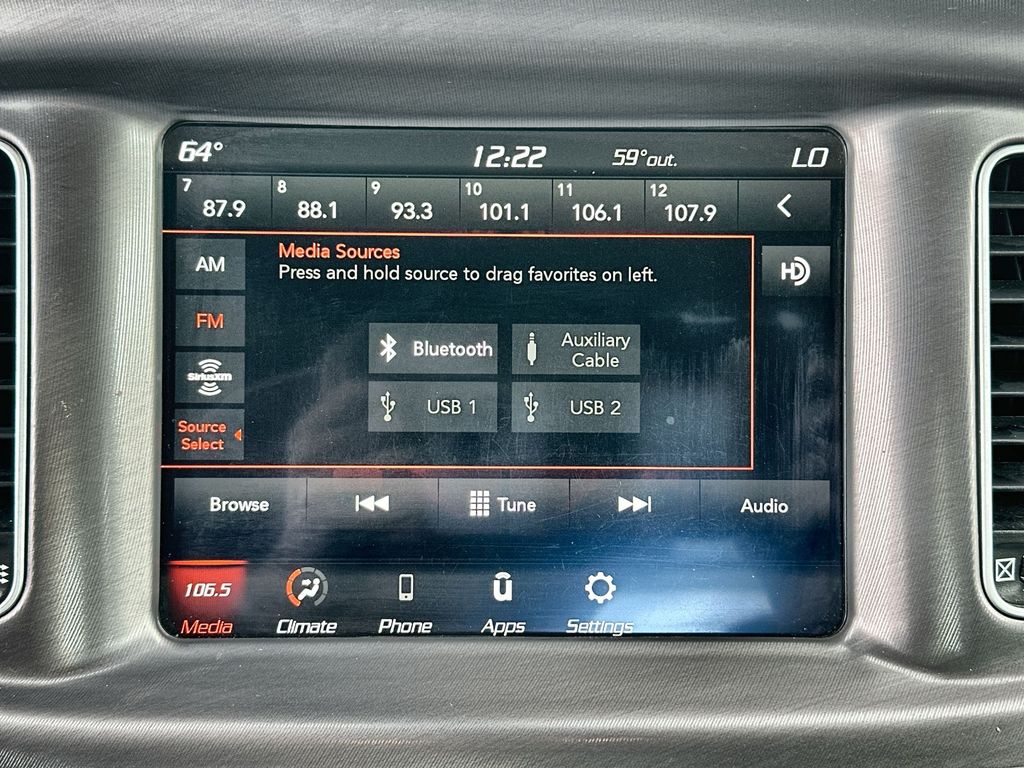 64° 12:22 59°out. LO
7 8 9 10 11 12
87.9 88.1 93.3 101.1 106.1 107.9
Media Sources
Press and hold source to drag favorites on left.
AM
HD
FM
Bluetooth
Auxiliary
Cable
siriusxm
USB 1 USB 2
Source
Select
Browse Tune Audio
106.5
Media Climate Phone Apps Settings